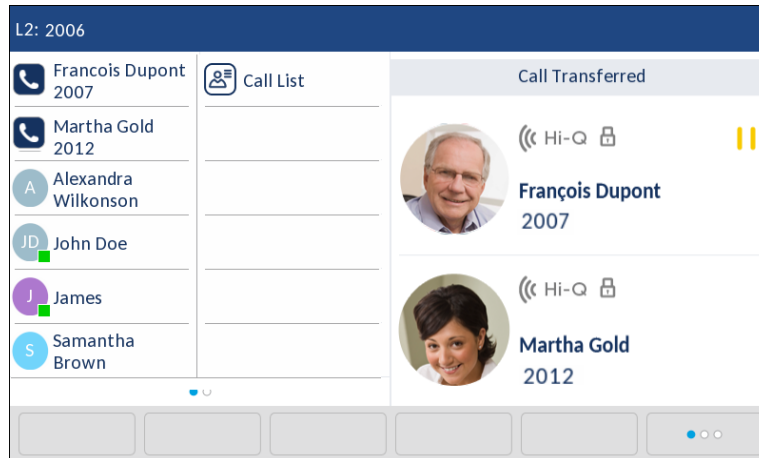 L2: 2006
Francois Dupont
2007
Martha Gold
2012
A
Alexandra
Wilkonson
JD
John Doe
J
James
S
Samantha
Brown
Call List
Call Transferred
Hi-Q
François Dupont
2007
Hi-Q
Martha Gold
2012